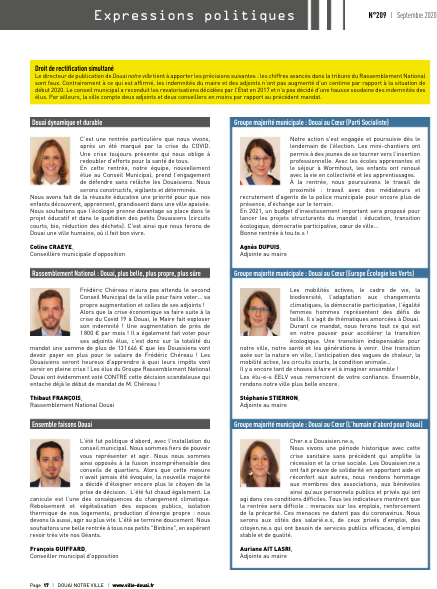 Expressions politiques
N°209 | Septembre 2020
Droit de rectification simultané
Le directeur de publication de Douai notre ville tient à apporter les précisions suivantes : les chiffres avancés dans la tribune du Rassemblement National
sont faux. Contrairement à ce qui est affirmé, les indemnités du maire et des adjoints n'ont pas augmenté d'un centime par rapport à la situation de
début 2020. Le conseil municipal a reconduit les revalorisations décidées par l'État en 2017 et n'a pas décidé d'une hausse soudaine des indemnités des
élus. Par ailleurs, la ville compte deux adjoints et deux conseillers en moins par rapport au précédent mandat.
Douai dynamique et durable
C'est une rentrée particulière que nous vivons,
après un été marqué par la crise du COVID.
Une crise toujours présente qui nous oblige à
redoubler d'efforts pour la santé de tous.
En cette rentrée, notre équipe, nouvellement
élue au Conseil Municipal, prend l'engagement
de défendre sans relâche les Douaisiens. Nous
serons constructifs, vigilants et déterminés.
Nous avons fait de la réussite éducative une priorité pour que nos
enfants découvrent, apprennent, grandissent dans une ville apaisée.
Nous souhaitons que l'écologie prenne davantage sa place dans le
projet éducatif et dans le quotidien des petits Douaisiens (circuits
courts, bio, réduction des déchets). C'est ainsi que nous ferons de
Douai une ville humaine, où il fait bon vivre.
Coline CRAEYE,
Conseillère municipale d'opposition
Rassemblement National : Douai, plus belle, plus propre, plus sûre
Frédéric Chéreau n'aura pas attendu le second
Conseil Municipal de la ville pour faire voter... sa
propre augmentation et celles de ses adjoints !
Alors que la crise économique va faire suite à la
crise du Covid 19 à Douai, le Maire fait exploser
son indemnité ! Une augmentation de près de
1800 € par mois ! Il a également fait voter pour
ses adjoints élus, c'est donc sur la totalité du
mandat une somme de plus de 131 646 € que les Douaisiens vont
devoir payer en plus pour le salaire de Frédéric Chéreau ! Les
Douaisiens seront heureux d'apprendre à quoi leurs impôts vont
servir en pleine crise ! Les élus du Groupe Rassemblement National
Douai ont évidemment voté CONTRE cette décision scandaleuse qui
entache déjà le début de mandat de M. Chéreau !
Thibaut FRANÇOIS,
Rassemblement National Douai
Ensemble faisons Douai
L'été fut politique d'abord, avec l'installation du
conseil municipal. Nous sommes fiers de pouvoir
vous représenter et agir. Nous nous sommes
ainsi opposés à la fusion incompréhensible des
conseils de quartiers. Alors que cette mesure
n'avait jamais été évoquée, la nouvelle majorité
a décidé d'éloigner encore plus le citoyen de la
prise de décision. L'été fut chaud également. La
canicule est l'une des conséquences du changement climatique.
Reboisement et végétalisation des espaces publics, isolation
thermique de nos logements, production d'énergie propre : nous
devons là aussi, agir au plus vite. L'été se termine doucement. Nous
souhaitons une belle rentrée à tous nos petits "Binbins", en espérant
revoir très vite nos Géants.
François GUIFFARD,
Conseiller municipal d'opposition
Groupe majorité municipale : Douai au Cœur (Parti Socialiste)
Notre action s'est engagée et poursuivie dès le
lendemain de l'élection. Les mini-chantiers ont
permis à des jeunes de se tourner vers l'insertion
professionnelle. Avec les écoles apprenantes et
le séjour à Wormhout, les enfants ont renoué
avec la vie en collectivité et les apprentissages.
À la rentrée, nous poursuivons le travail de
proximité : travail avec des médiateurs et
recrutement d'agents de la police municipale pour encore plus de
présence, d'échange sur le terrain.
En 2021, un budget d'investissement important sera proposé pour
lancer les projets structurants du mandat : éducation, transition
écologique, démocratie participative, cœur de ville...
Bonne rentrée à tou.te.s !
Agnès DUPUIS,
Adjointe au maire
Groupe majorité municipale : Douai au Cœur (Europe Écologie les Verts)
Les mobilités actives, le cadre de vie, la
biodiversité, l'adaptation aux changements
climatiques, la démocratie participative, l'égalité
femmes hommes représentent des défis de
taille. Il s'agit de thématiques amorcées à Douai.
Durant ce mandat, nous ferons tout ce qui est
en notre pouvoir pour accélérer la transition
écologique. Une transition indispensable pour
notre ville, notre santé et les générations à venir. Une transition
axée sur la nature en ville, l'anticipation des vagues de chaleur, la
mobilité active, les circuits courts, la condition animale...
Il y a encore tant de choses à faire et à imaginer ensemble !
Les élu-e-s EELV vous remercient de votre confiance. Ensemble,
rendons notre ville plus belle encore.
Stéphanie STIERNON,
Adjointe au maire
Groupe majorité municipale : Douai au Cœur (L'humain d'abord pour Douai)
Cher.e.s Douaisien.ne.s,
Nous vivons une période historique avec cette
crise sanitaire sans précédent qui amplifie la
récession et la crise sociale. Les Douaisien.ne.s
ont fait preuve de solidarité en apportant aide et
réconfort aux autres, nous rendons hommage
aux membres des associations, aux bénévoles
ainsi qu'aux personnels publics et privés qui ont
agi dans ces conditions difficiles. Tous les indicateurs montrent que
la rentrée sera difficile : menaces sur les emplois, renforcement
de la précarité. Ces menaces ne datent pas du coronavirus. Nous
serons aux côtés des salarié.e.s, de ceux privés d'emploi, des
citoyen.ne.s qui ont besoin de services publics efficaces, d'emploi
stable et de qualité.
Auriane AIT LASRI,
Adjointe au maire
Page 17 | DOUAI NOTRE VILLE | www.ville-douai.fr